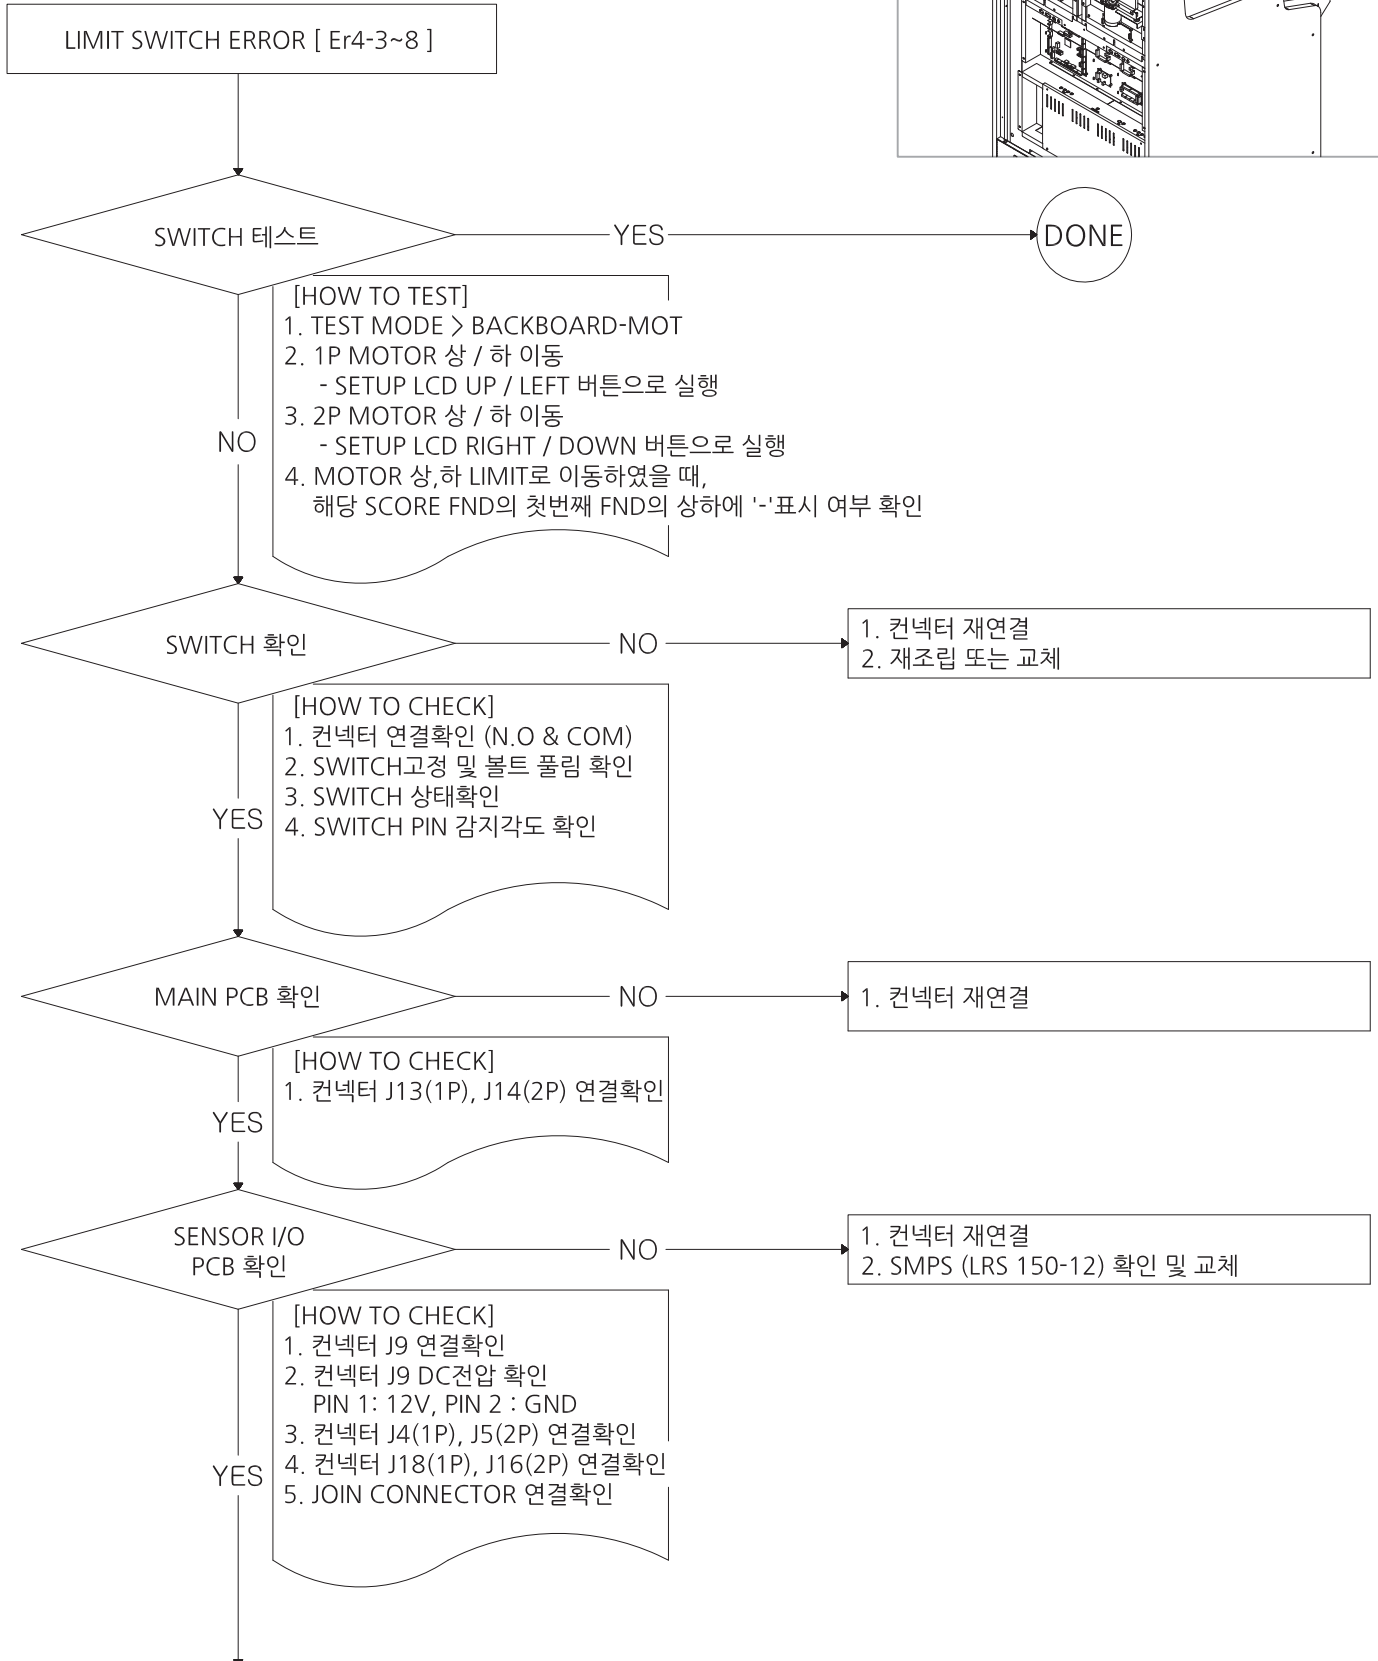 LIMIT SWITCH ERROR [ Er4-3~8 ]
SWITCH 테스트
YES
DONE
[HOW TO TEST]
1. TEST MODE > BACKBOARD-MOT
2. 1P MOTOR 상 / 하 이동
- SETUP LCD UP / LEFT 버튼으로 실행
3. 2P MOTOR 상 / 하 이동
- SETUP LCD RIGHT / DOWN 버튼으로 실행
4. MOTOR 상,하 LIMIT로 이동하였을 때,
해당 SCORE FND의 첫번째 FND의 상하에 '-'표시 여부 확인
NO
SWITCH 확인
NO
1. 컨넥터 재연결
2. 재조립 또는 교체
[HOW TO CHECK]
1. 컨넥터 연결확인 (N.O & COM)
2. SWITCH고정 및 볼트 풀림 확인
3. SWITCH 상태확인
4. SWITCH PIN 감지각도 확인
YES
MAIN PCB 확인
NO
1. 컨넥터 재연결
[HOW TO CHECK]
1. 컨넥터 J13(1P), J14(2P) 연결확인
YES
SENSOR I/O
PCB 확인
NO
1. 컨넥터 재연결
2. SMPS (LRS 150-12) 확인 및 교체
[HOW TO CHECK]
1. 컨넥터 J9 연결확인
2. 컨넥터 J9 DC전압 확인
PIN 1: 12V, PIN 2 : GND
3. 컨넥터 J4(1P), J5(2P) 연결확인
4. 컨넥터 J18(1P), J16(2P) 연결확인
5. JOIN CONNECTOR 연결확인
YES